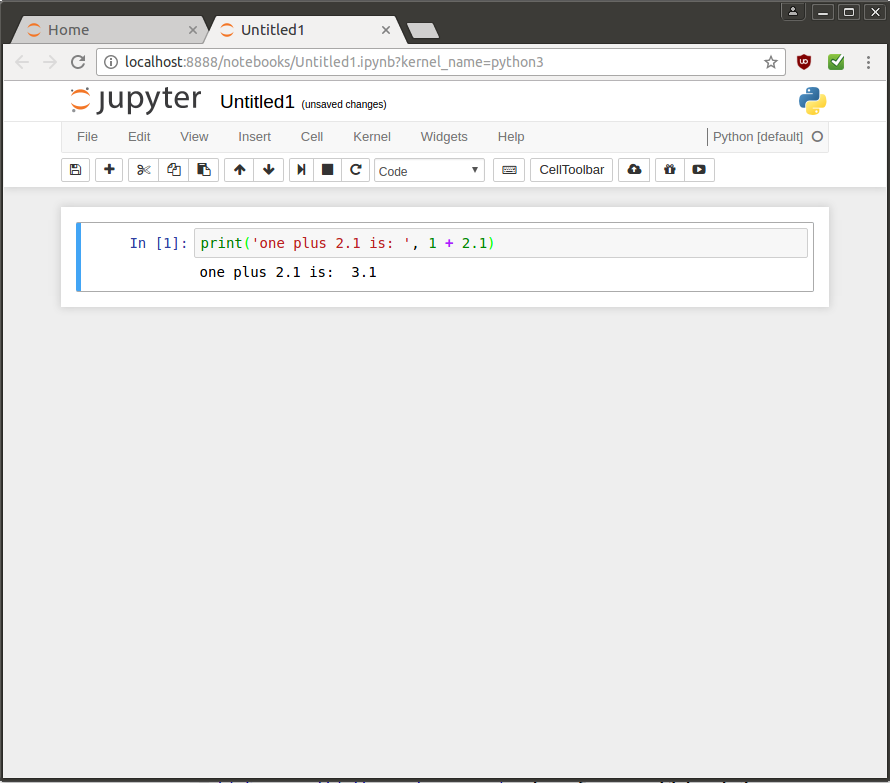 Home
Untitled1
localhost:8888/notebooks/Untitled1.ipynb?kernel_name=python3
jupyter Untitled1 (unsaved changes)
File Edit View Insert Cell Kernel Widgets Help Python [default]
Code CellToolbar
In [1]: print('one plus 2.1 is: ', 1 + 2.1)
one plus 2.1 is:  3.1